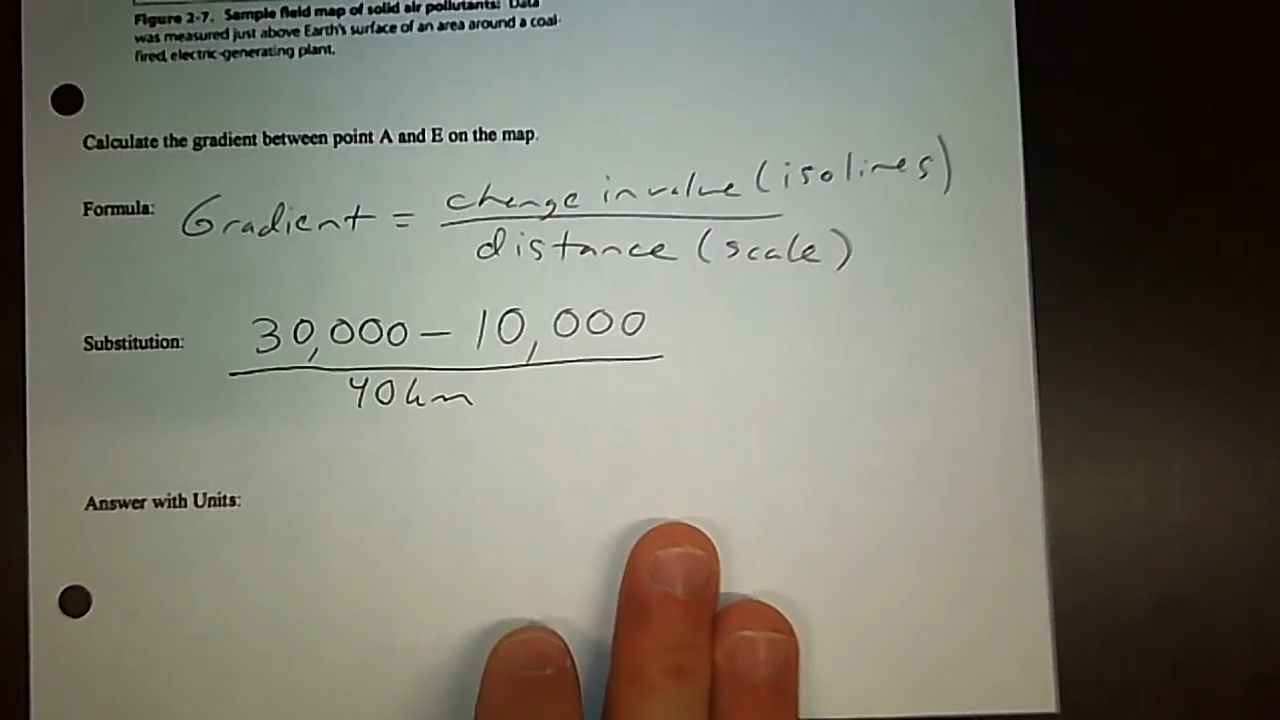 Figure 2-7. Sample field map of solid air pollutants: Data
was measured just above Earth's surface of an area around a coal-
fired, electric-generating plant.
Calculate the gradient between point A and E on the map.
Formula: Gradient = change in value (isolines)
distance (scale)
Substitution: 30,000 - 10,000
40km
Answer with Units: